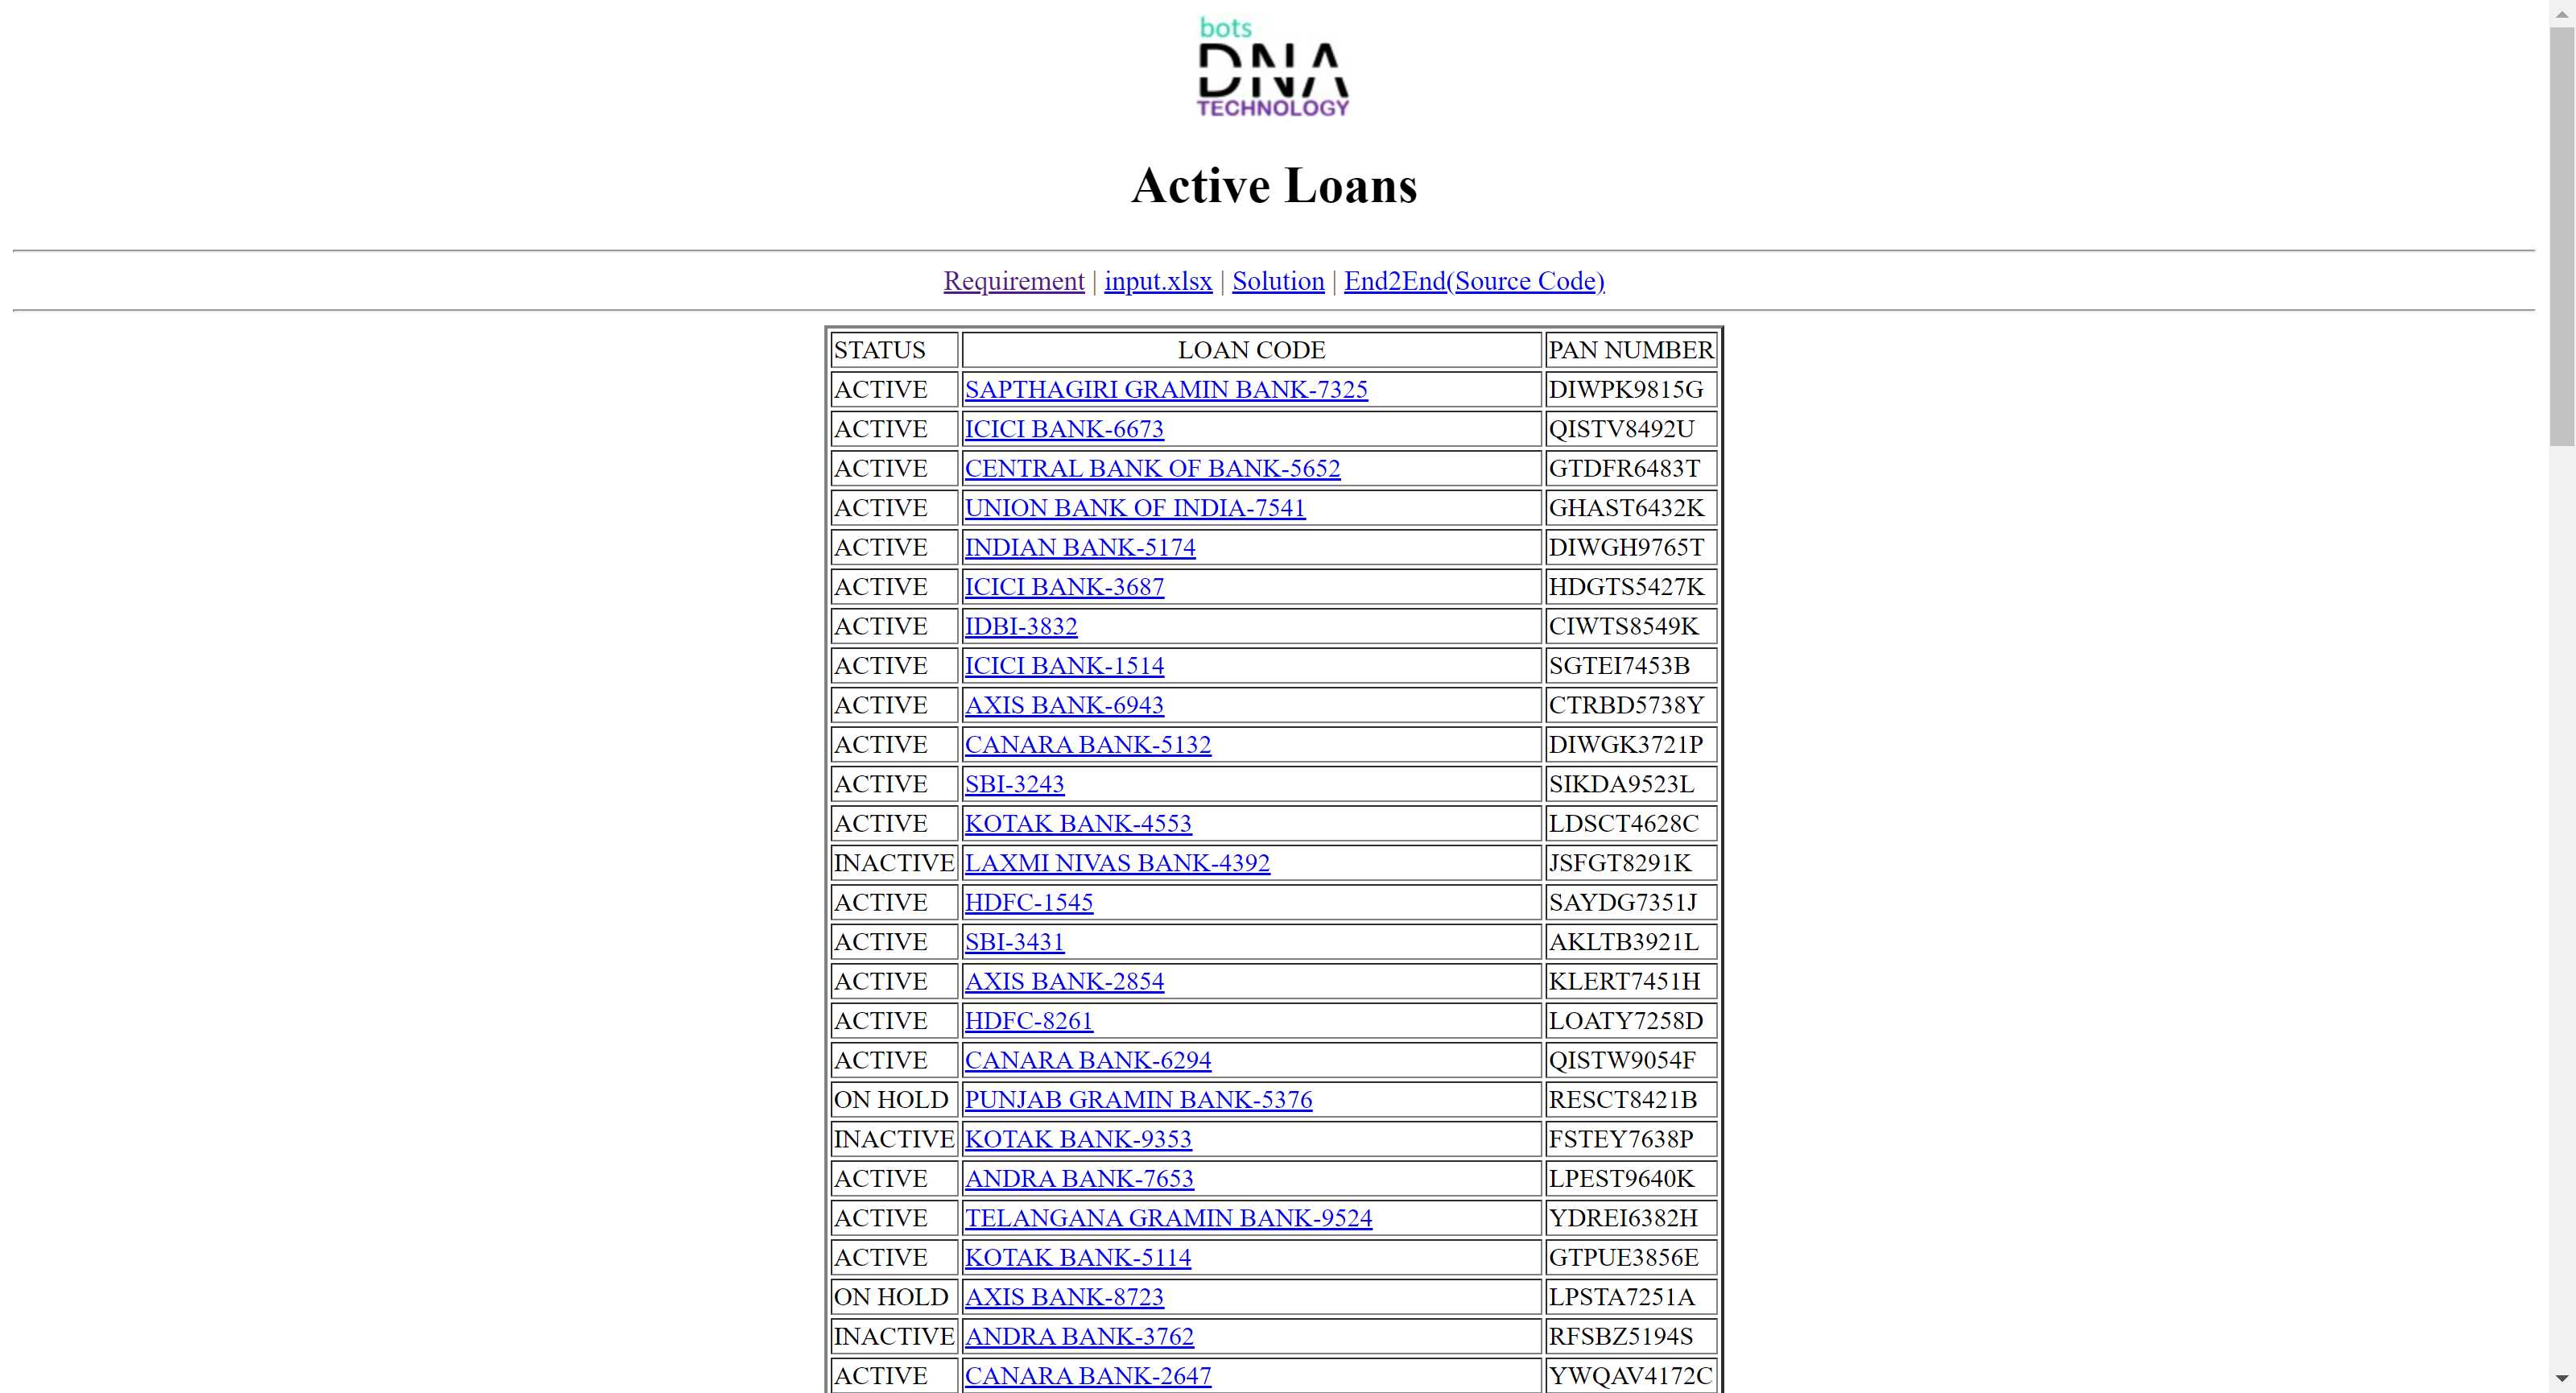 bots
DNA
TECHNOLOGY
Active Loans
Requirement | input.xlsx | Solution | End2End(Source Code)
STATUS LOAN CODE PAN NUMBER
ACTIVE SAPTHAGIRI GRAMIN BANK-7325 DIWPK9815G
ACTIVE ICICI BANK-6673 QISTV8492U
ACTIVE CENTRAL BANK OF BANK-5652 GTDFR6483T
ACTIVE UNION BANK OF INDIA-7541 GHAST6432K
ACTIVE INDIAN BANK-5174 DIWGH9765T
ACTIVE ICICI BANK-3687 HDGTS5427K
ACTIVE IDBI-3832 CIWTS8549K
ACTIVE ICICI BANK-1514 SGTEI7453B
ACTIVE AXIS BANK-6943 CTRBD5738Y
ACTIVE CANARA BANK-5132 DIWGK3721P
ACTIVE SBI-3243 SIKDA9523L
ACTIVE KOTAK BANK-4553 LDSCT4628C
INACTIVE LAXMI NIVAS BANK-4392 JSFGT8291K
ACTIVE HDFC-1545 SAYDG7351J
ACTIVE SBI-3431 AKLTB3921L
ACTIVE AXIS BANK-2854 KLERT7451H
ACTIVE HDFC-8261 LOATY7258D
ACTIVE CANARA BANK-6294 QISTW9054F
ON HOLD PUNJAB GRAMIN BANK-5376 RESCT8421B
INACTIVE KOTAK BANK-9353 FSTEY7638P
ACTIVE ANDRA BANK-7653 LPEST9640K
ACTIVE TELANGANA GRAMIN BANK-9524 YDREI6382H
ACTIVE KOTAK BANK-5114 GTPUE3856E
ON HOLD AXIS BANK-8723 LPSTA7251A
INACTIVE ANDRA BANK-3762 RFSBZ5194S
ACTIVE CANARA BANK-2647 YWQAV4172C